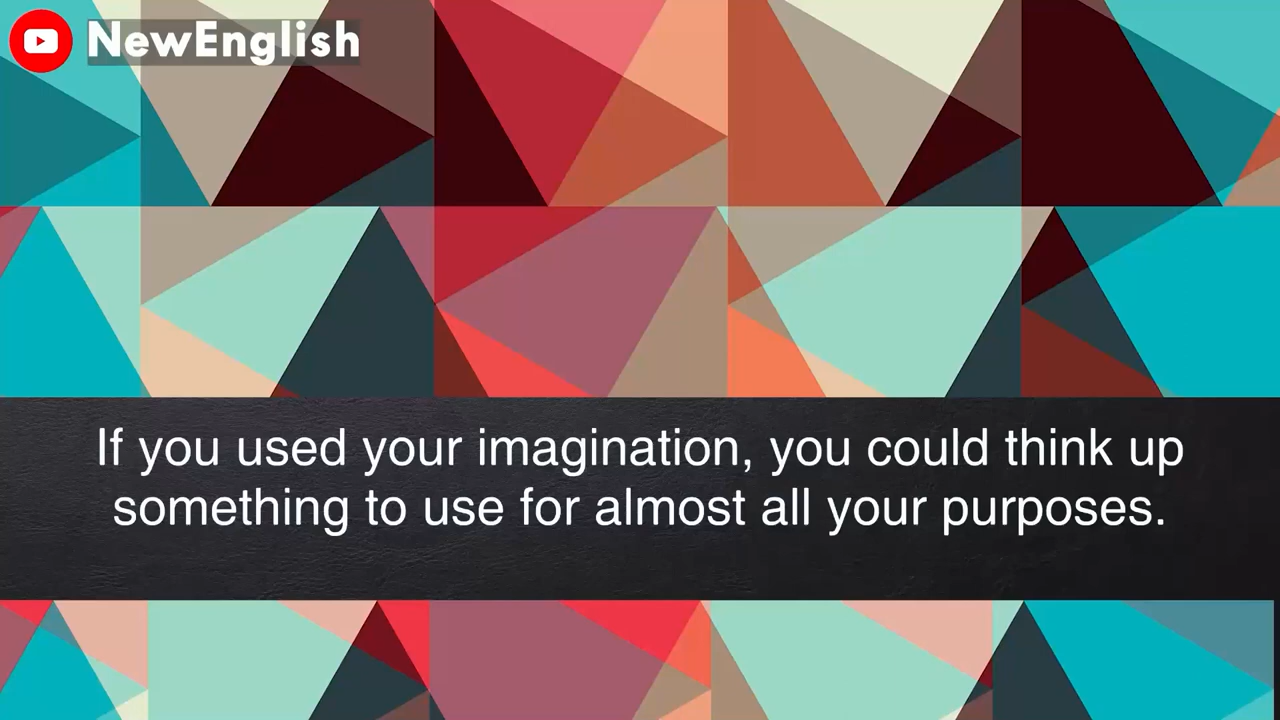 NewEnglish
If you used your imagination, you could think up
something to use for almost all your purposes.